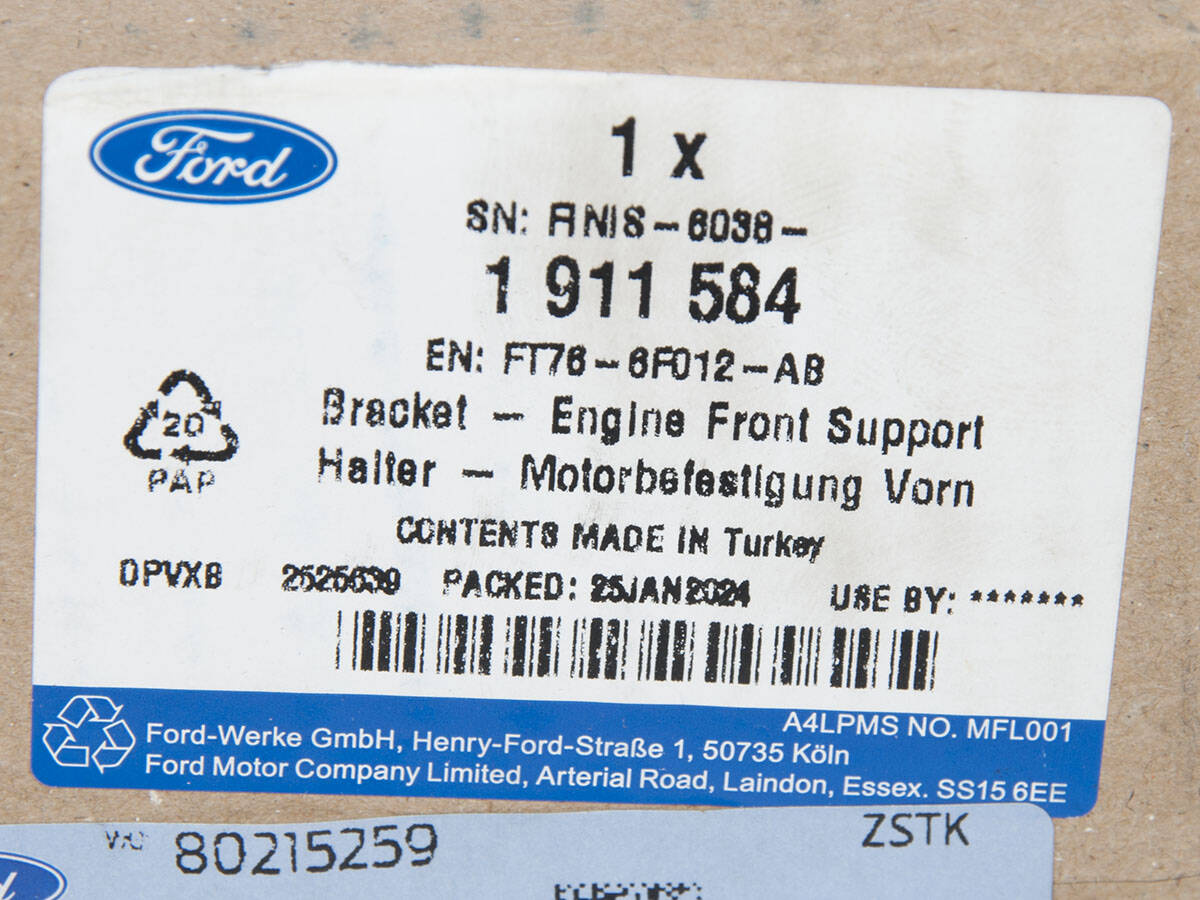 Ford
1 x
SN: FINIS-6038-
1 911 584
EN: FT76-6F012-AB
20
PAP
Bracket - Engine Front Support
Halter - Motorbefestigung Vorn
CONTENTS MADE IN Turkey
OPVXB 2525639 PACKED: 25JAN2024 USE BY: *******
A4LPMS NO. MFL001
Ford-Werke GmbH, Henry-Ford-Straße 1, 50735 Köln
Ford Motor Company Limited, Arterial Road, Laindon, Essex. SS15 6EE
80215259 ZSTK